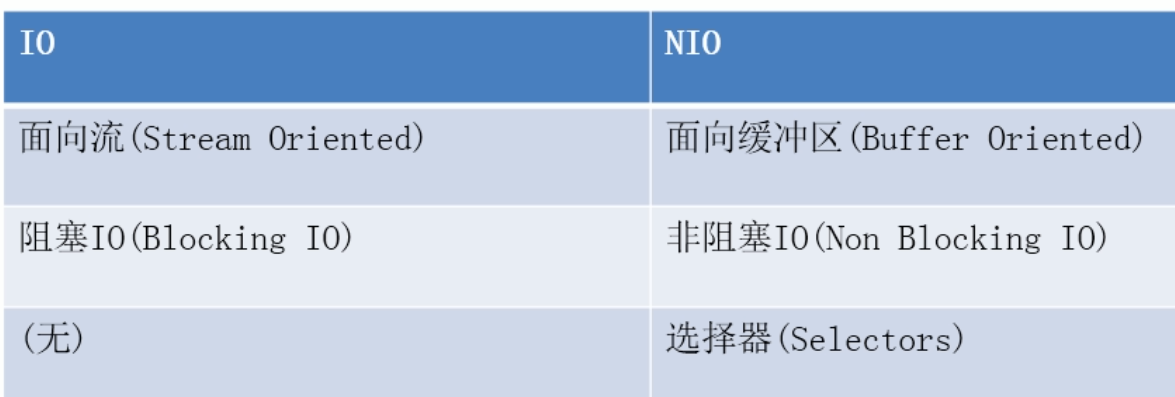 IO
NIO
面向流(Stream Oriented)
面向缓冲区(Buffer Oriented)
阻塞IO(Blocking IO)
非阻塞IO(Non Blocking IO)
(无)
选择器(Selectors)